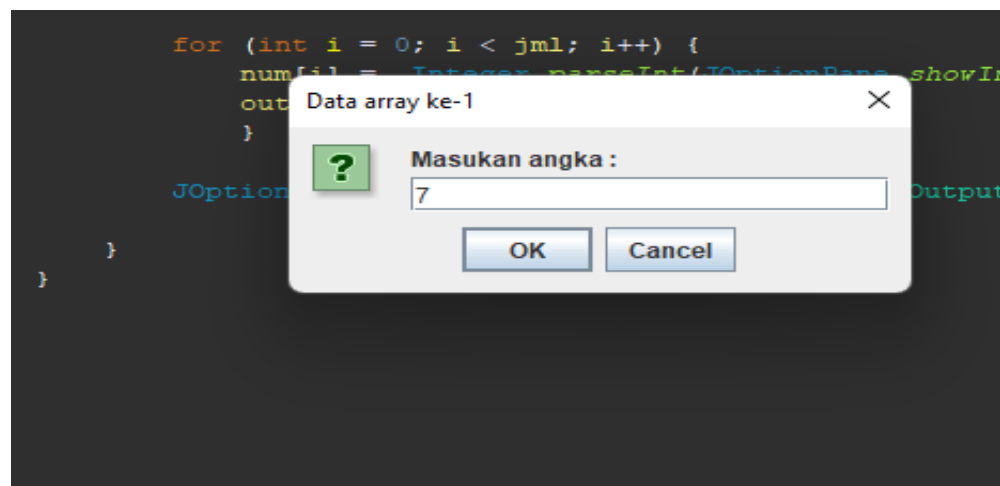 for (int i = 0; i < jml; i++) {
num[i] = Integer.parseInt(JOptionPane.showIn
out
}
JOption
Output
}
}
Data array ke-1
?
Masukan angka :
7
OK
Cancel